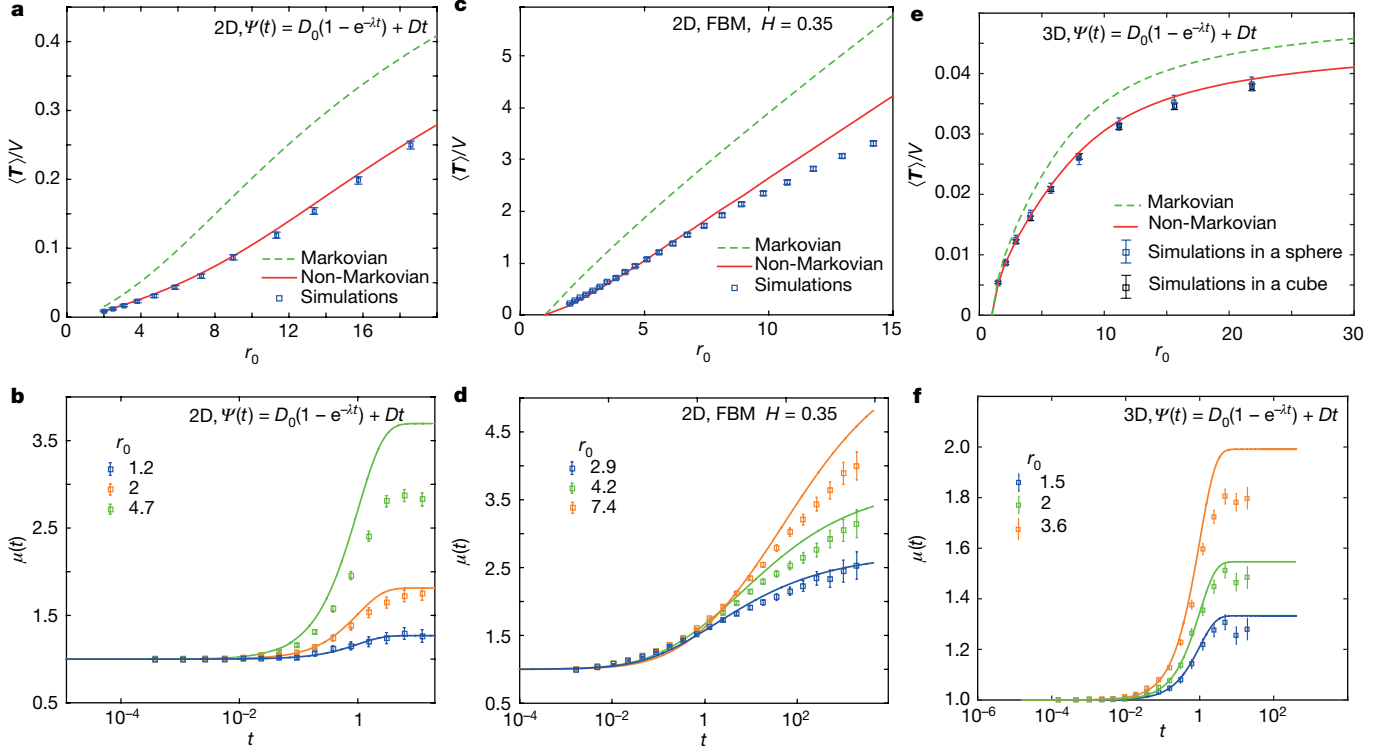 a
2D, Ψ(t) = D₀(1 – e^–λt) + Dt
0.4
0.3
0.2
0.1
0
⟨T⟩/V
0 4 8 12 16
r₀
Markovian
Non-Markovian
Simulations
c
2D, FBM, H = 0.35
5
4
3
2
1
0
⟨T⟩/V
0 5 10 15
r₀
Markovian
Non-Markovian
Simulations
e
3D, Ψ(t) = D₀(1 – e^–λt) + Dt
0.04
0.03
0.02
0.01
0
⟨T⟩/V
0 5 10 15 20 25 30
r₀
Markovian
Non-Markovian
Simulations in a sphere
Simulations in a cube
b
2D, Ψ(t) = D₀(1 – e^–λt) + Dt
3.5
2.5
1.5
0.5
μ(t)
r₀
1.2
2
4.7
10⁻⁴ 10⁻² 1
t
d
2D, FBM H = 0.35
4.5
3.5
2.5
1.5
0.5
μ(t)
r₀
2.9
4.2
7.4
10⁻⁴ 10⁻² 1 10²
t
f
3D, Ψ(t) = D₀(1 – e^–λt) + Dt
2.0
1.8
1.6
1.4
1.2
1.0
μ(t)
r₀
1.5
2
3.6
10⁻⁶ 10⁻⁴ 10⁻² 1 10²
t